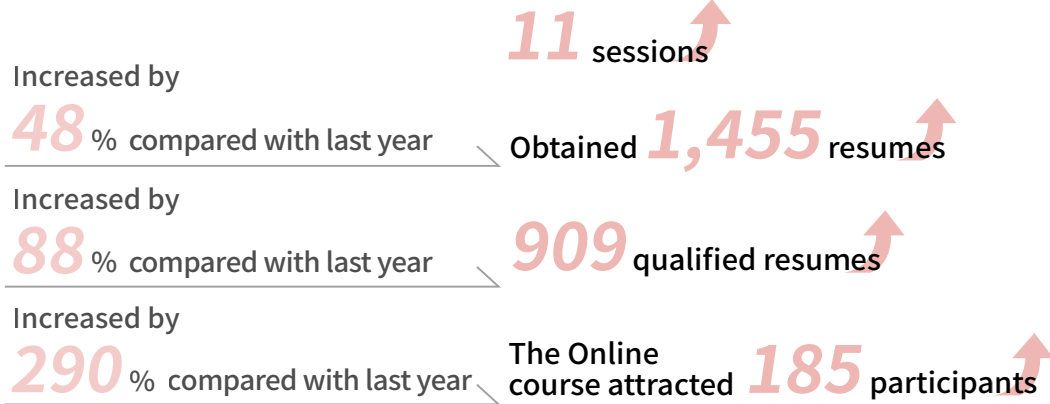 11 sessions
Increased by
48 % compared with last year
Obtained 1,455 resumes
Increased by
88 % compared with last year
909 qualified resumes
Increased by
290 % compared with last year
The Online
course attracted 185 participants